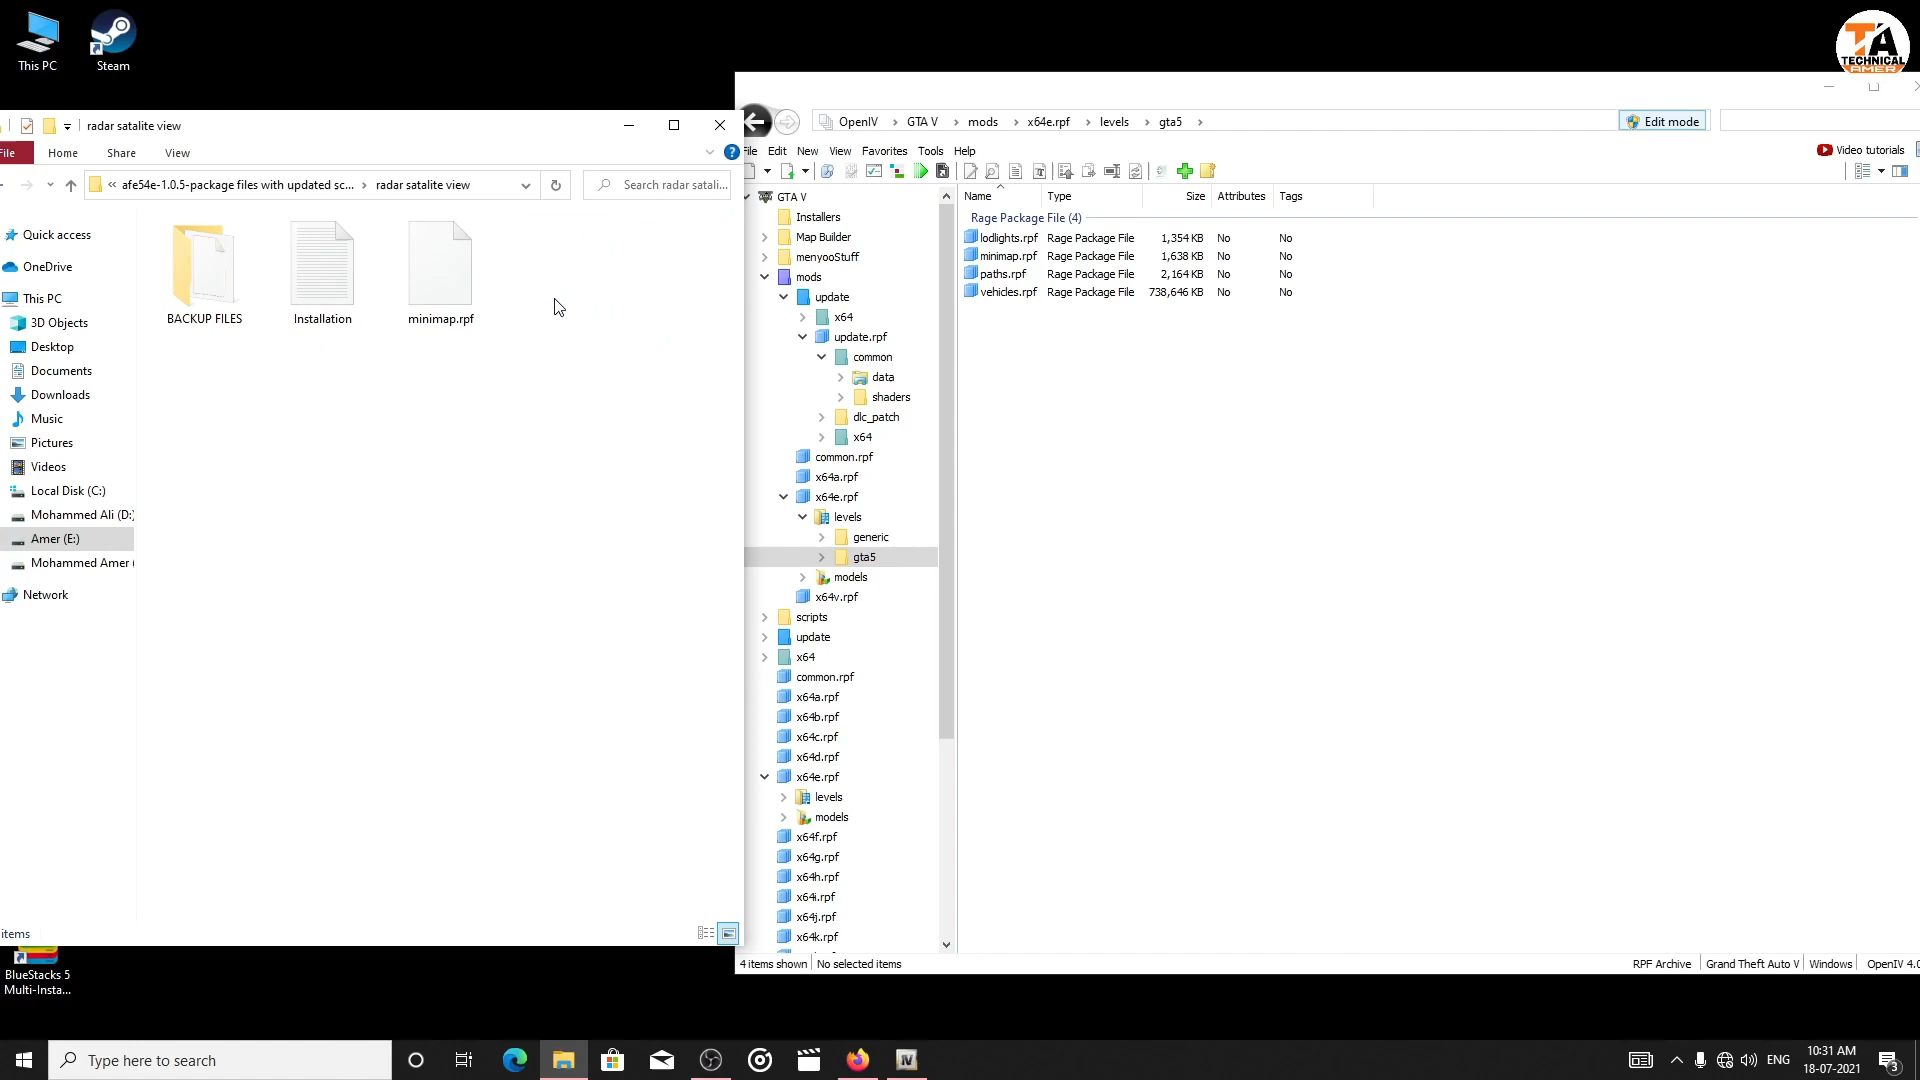 This PC
Steam
TA
TECHNICAL
AMER
radar satalite view
File
Home
Share
View
« afe54e-1.0.5-package files with updated sc...
radar satalite view
Search radar satali...
Quick access
OneDrive
This PC
3D Objects
Desktop
Documents
Downloads
Music
Pictures
Videos
Local Disk (C:)
Mohammed Ali (D:)
Amer (E:)
Mohammed Amer (
Network
BACKUP FILES
Installation
minimap.rpf
items
BlueStacks 5
Multi-Insta...
OpenIV
GTA V
mods
x64e.rpf
levels
gta5
Edit mode
File Edit New View Favorites Tools Help
Video tutorials
GTA V
Installers
Map Builder
menyooStuff
mods
update
x64
update.rpf
common
data
shaders
dlc_patch
x64
common.rpf
x64a.rpf
x64e.rpf
levels
generic
gta5
models
x64v.rpf
scripts
update
x64
common.rpf
x64a.rpf
x64b.rpf
x64c.rpf
x64d.rpf
x64e.rpf
levels
models
x64f.rpf
x64g.rpf
x64h.rpf
x64i.rpf
x64j.rpf
x64k.rpf
Name Type Size Attributes Tags
Rage Package File (4)
lodlights.rpf Rage Package File 1,354 KB No No
minimap.rpf Rage Package File 1,638 KB No No
paths.rpf Rage Package File 2,164 KB No No
vehicles.rpf Rage Package File 738,646 KB No No
4 items shown No selected items
RPF Archive Grand Theft Auto V Windows OpenIV 4.0
Type here to search
IV
ENG
10:31 AM
18-07-2021
3